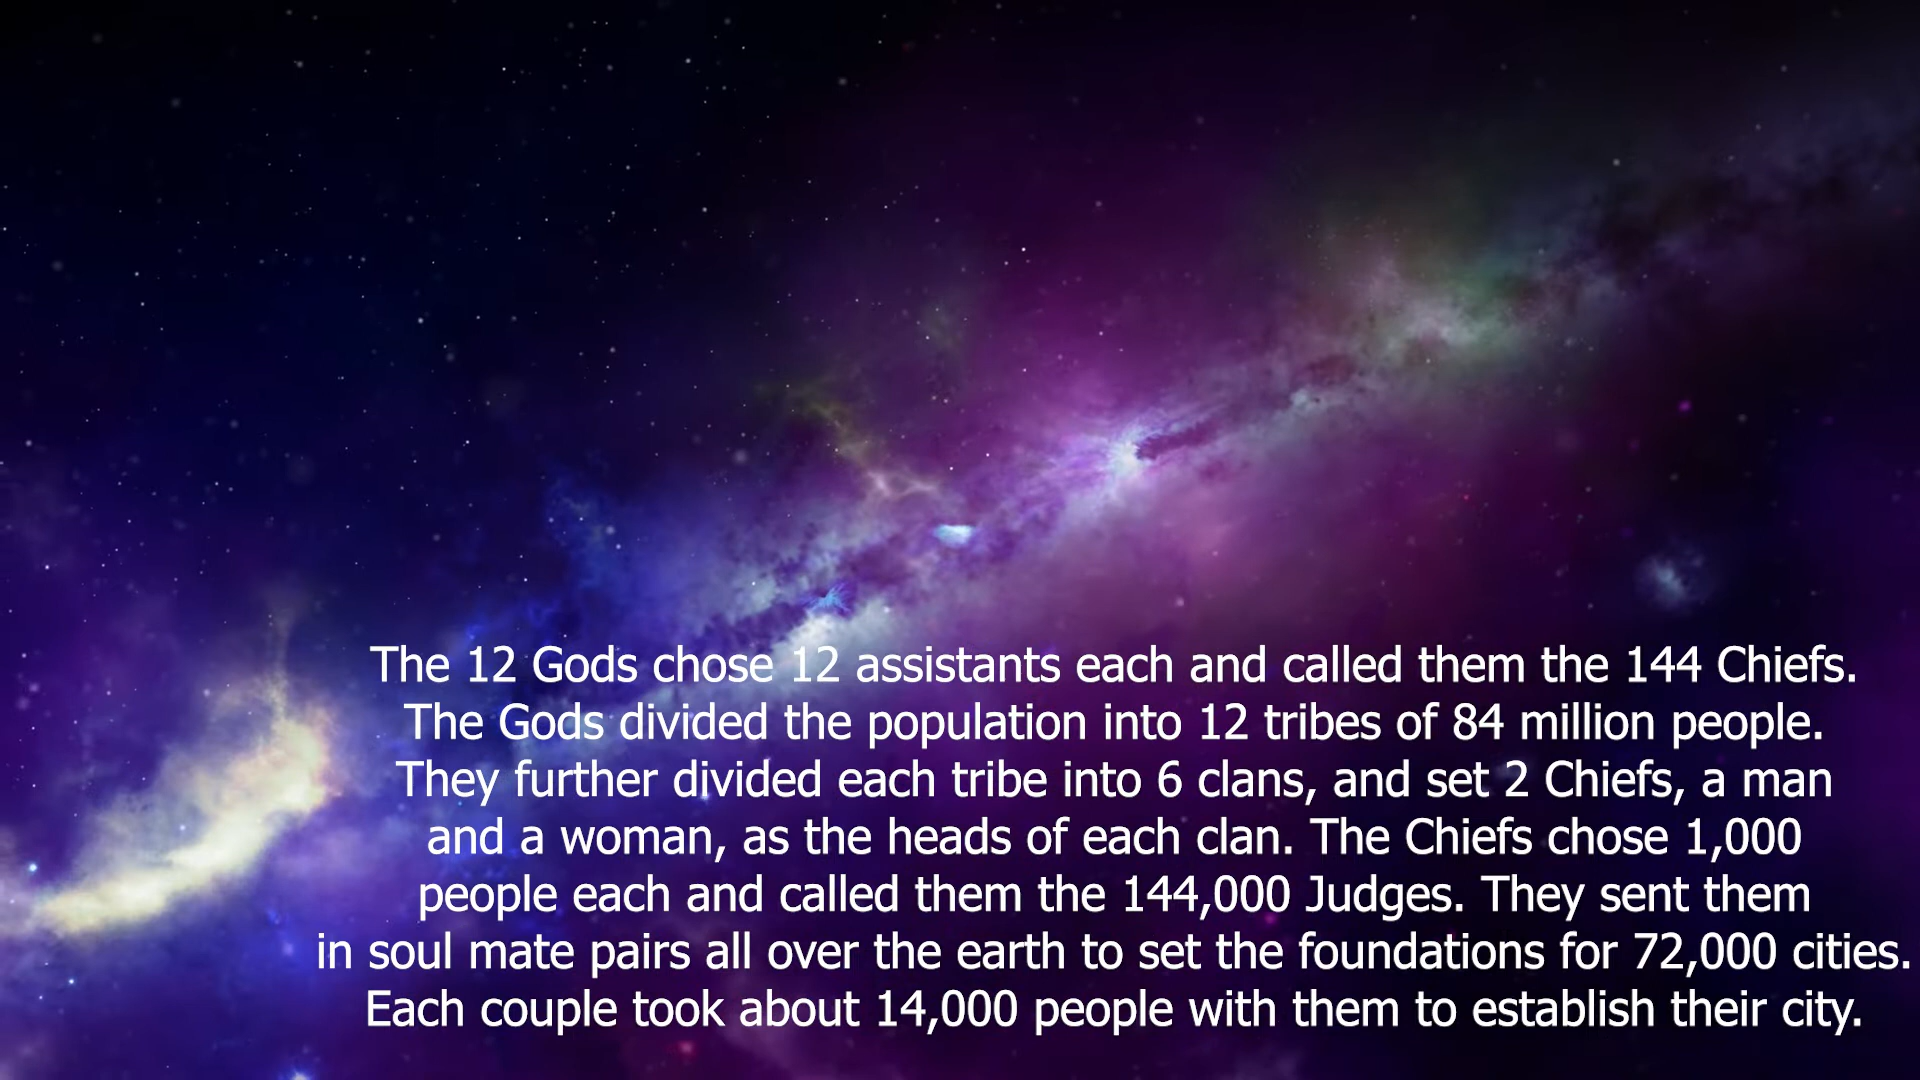 The 12 Gods chose 12 assistants each and called them the 144 Chiefs.
The Gods divided the population into 12 tribes of 84 million people.
They further divided each tribe into 6 clans, and set 2 Chiefs, a man
and a woman, as the heads of each clan. The Chiefs chose 1,000
people each and called them the 144,000 Judges. They sent them
in soul mate pairs all over the earth to set the foundations for 72,000 cities.
Each couple took about 14,000 people with them to establish their city.